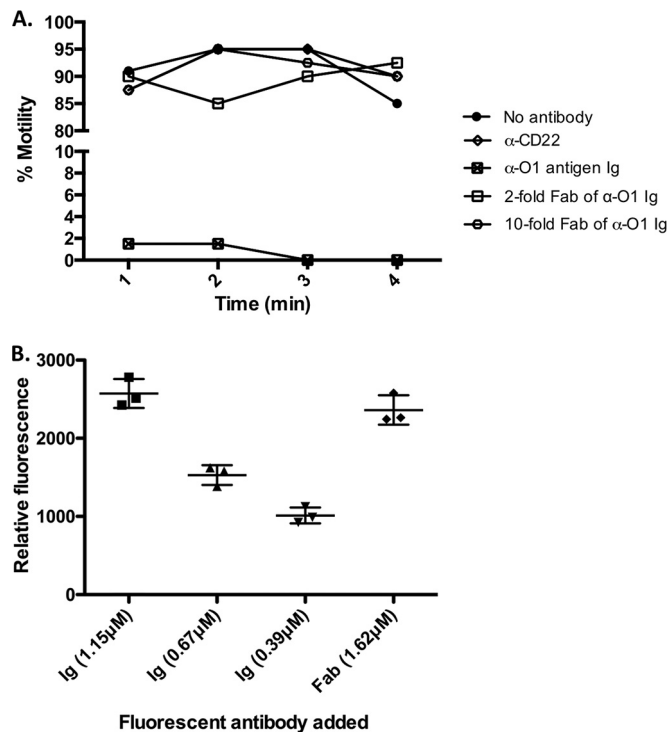 A.
100
95
90
85
80
10
8
6
4
2
0
% Motility
1
2
3
4
Time (min)
No antibody
α-CD22
α-O1 antigen Ig
2-fold Fab of α-O1 Ig
10-fold Fab of α-O1 Ig
B.
3000
2000
1000
0
Relative fluorescence
Ig (1.15μM)
Ig (0.67μM)
Ig (0.39μM)
Fab (1.62μM)
Fluorescent antibody added